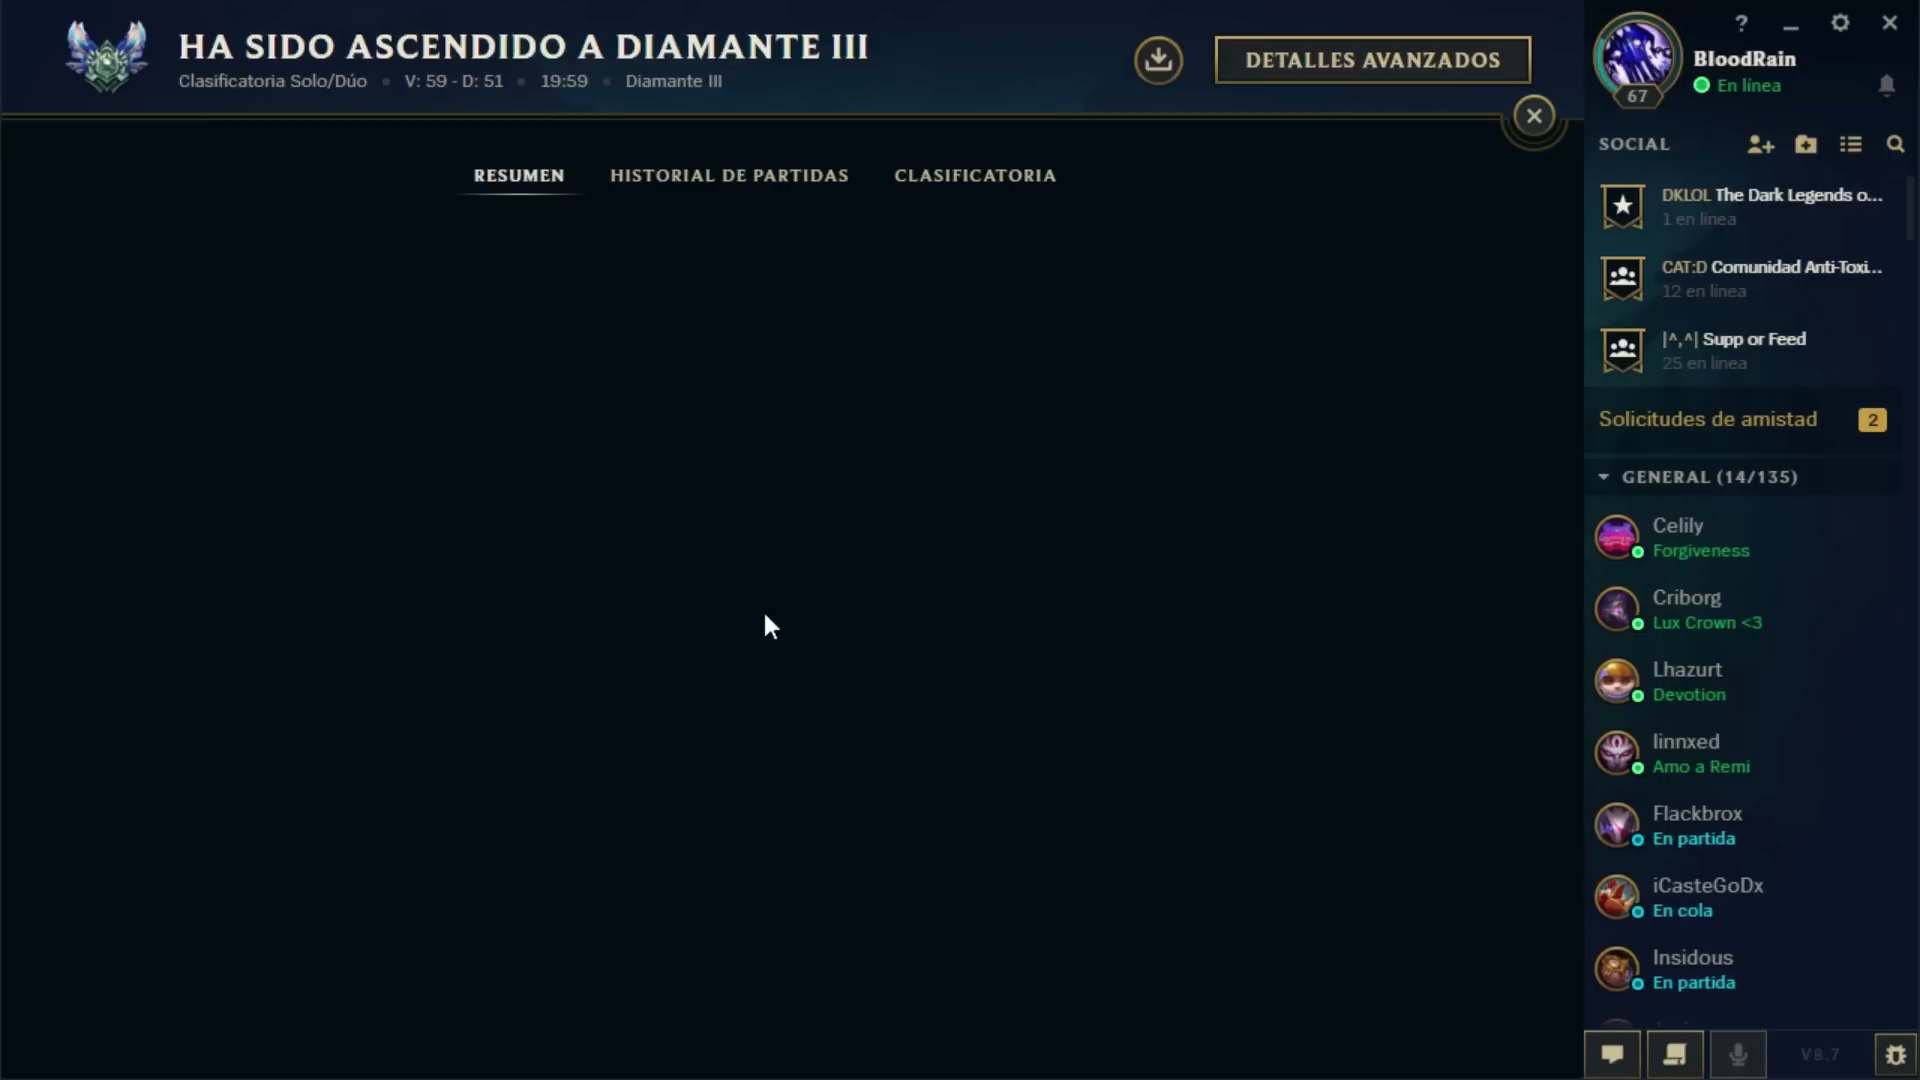 HA SIDO ASCENDIDO A DIAMANTE III
Clasificatoria Solo/Dúo • V: 59 - D: 51 • 19:59 • Diamante III
DETALLES AVANZADOS
RESUMEN
HISTORIAL DE PARTIDAS
CLASIFICATORIA
?
BloodRain
En línea
67
SOCIAL
DKLOL The Dark Legends o...
1 en línea
CAT:D Comunidad Anti-Toxi...
12 en línea
|^,^| Supp or Feed
25 en línea
Solicitudes de amistad 2
GENERAL (14/135)
Celily
Forgiveness
Criborg
Lux Crown <3
Lhazurt
Devotion
linnxed
Amo a Remi
Flackbrox
En partida
iCasteGoDx
En cola
Insidous
En partida
V8.7